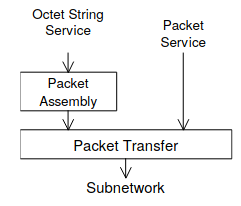 Octet String
Service
Packet
Service
Packet
Assembly
Packet Transfer
Subnetwork